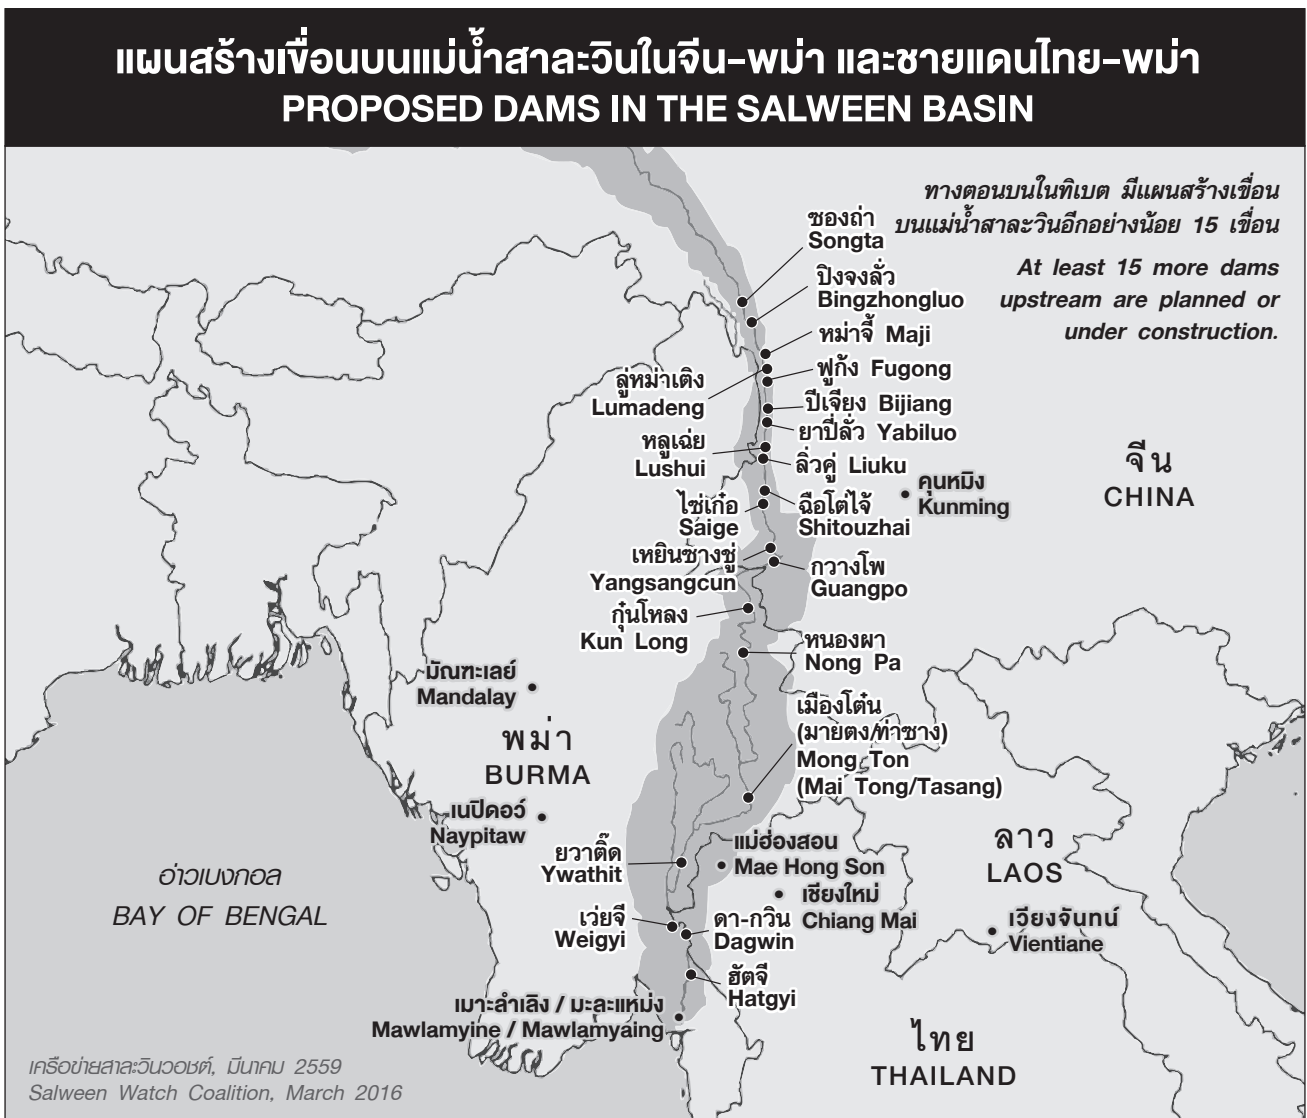 แผนสร้างเขื่อนบนแม่น้ำสาละวินในจีน-พม่า และชายแดนไทย-พม่า
PROPOSED DAMS IN THE SALWEEN BASIN
ทางตอนบนในทิเบต มีแผนสร้างเขื่อน
บนแม่น้ำสาละวินอีกอย่างน้อย 15 เขื่อน
At least 15 more dams
upstream are planned or
under construction.
ซองถ่า
Songta
ปิงจงลั่ว
Bingzhongluo
หม่าจี้ Maji
ฟูก้ง Fugong
ลู่หม่าเติง
Lumadeng
ปี่เจียง Bijiang
ยาปี่ลั่ว Yabiluo
หลูเฉ่ย
Lushui
ลิ่วคู่ Liuku
จีน
CHINA
คุนหมิง
Kunming
ไซ่เก๋อ
Saige
ฉือโต่ไจ้
Shitouzhai
เหยินซางชู่
Yangsangcun
กวางโพ
Guangpo
กุ๋นโหลง
Kun Long
หนองผา
Nong Pa
มัณฑะเลย์
Mandalay
เมืองโต๋น
(มายตง/ท่าซาง)
Mong Ton
(Mai Tong/Tasang)
พม่า
BURMA
เนปิดอว์
Naypitaw
ยวาติ๊ด
Ywathit
แม่ฮ่องสอน
Mae Hong Son
ลาว
LAOS
อ่าวเบงกอล
BAY OF BENGAL
เชียงใหม่
Chiang Mai
เว่ยจี
Weigyi
ดา-กวิน
Dagwin
เวียงจันทน์
Vientiane
ฮัตจี
Hatgyi
เมาะลำเลิง / มะละแหม่ง
Mawlamyine / Mawlamyaing
ไทย
THAILAND
เครือข่ายสาละวินวอชต์, มีนาคม 2559
Salween Watch Coalition, March 2016